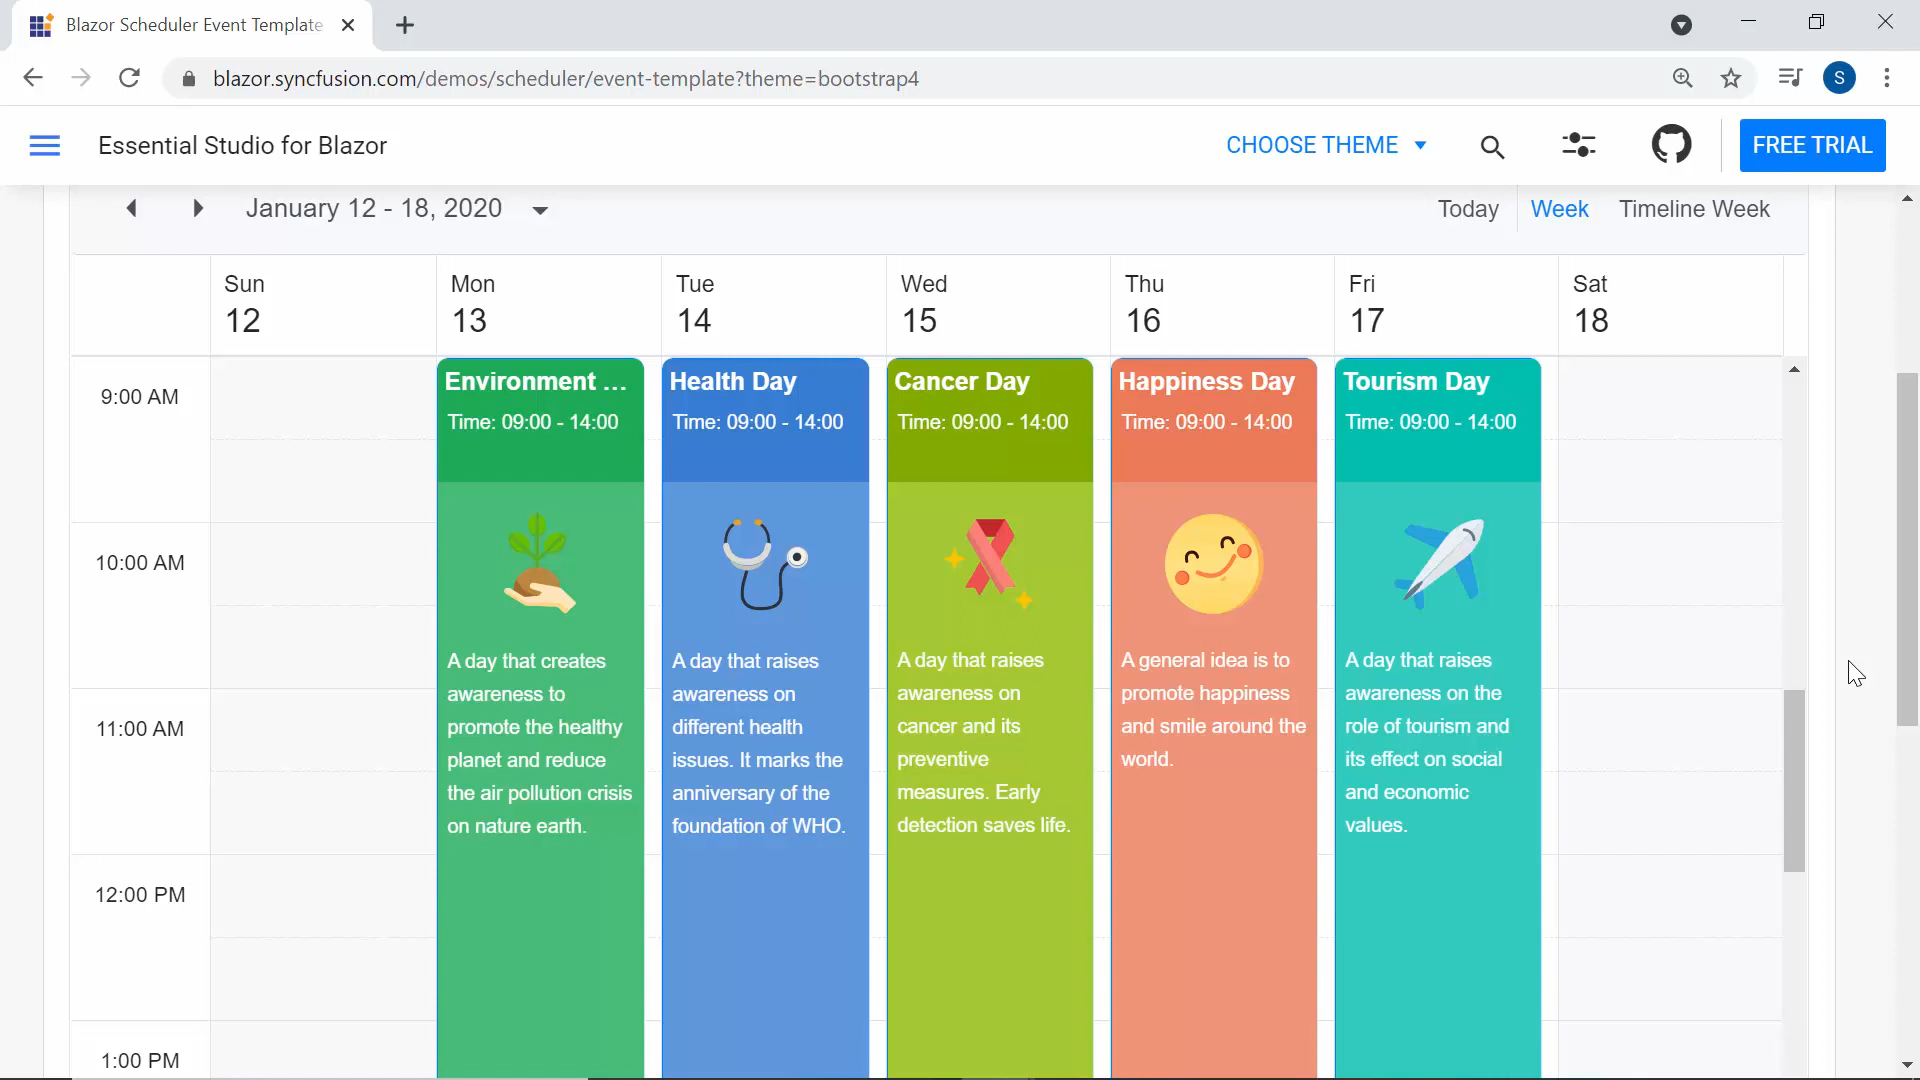 Blazor Scheduler Event Template
blazor.syncfusion.com/demos/scheduler/event-template?theme=bootstrap4
S
Essential Studio for Blazor
CHOOSE THEME
FREE TRIAL
January 12 - 18, 2020
Today
Week
Timeline Week
Sun
12
Mon
13
Tue
14
Wed
15
Thu
16
Fri
17
Sat
18
9:00 AM
10:00 AM
11:00 AM
12:00 PM
1:00 PM
Environment ...
Time: 09:00 - 14:00
A day that creates
awareness to
promote the healthy
planet and reduce
the air pollution crisis
on nature earth.
Health Day
Time: 09:00 - 14:00
A day that raises
awareness on
different health
issues. It marks the
anniversary of the
foundation of WHO.
Cancer Day
Time: 09:00 - 14:00
A day that raises
awareness on
cancer and its
preventive
measures. Early
detection saves life.
Happiness Day
Time: 09:00 - 14:00
A general idea is to
promote happiness
and smile around the
world.
Tourism Day
Time: 09:00 - 14:00
A day that raises
awareness on the
role of tourism and
its effect on social
and economic
values.